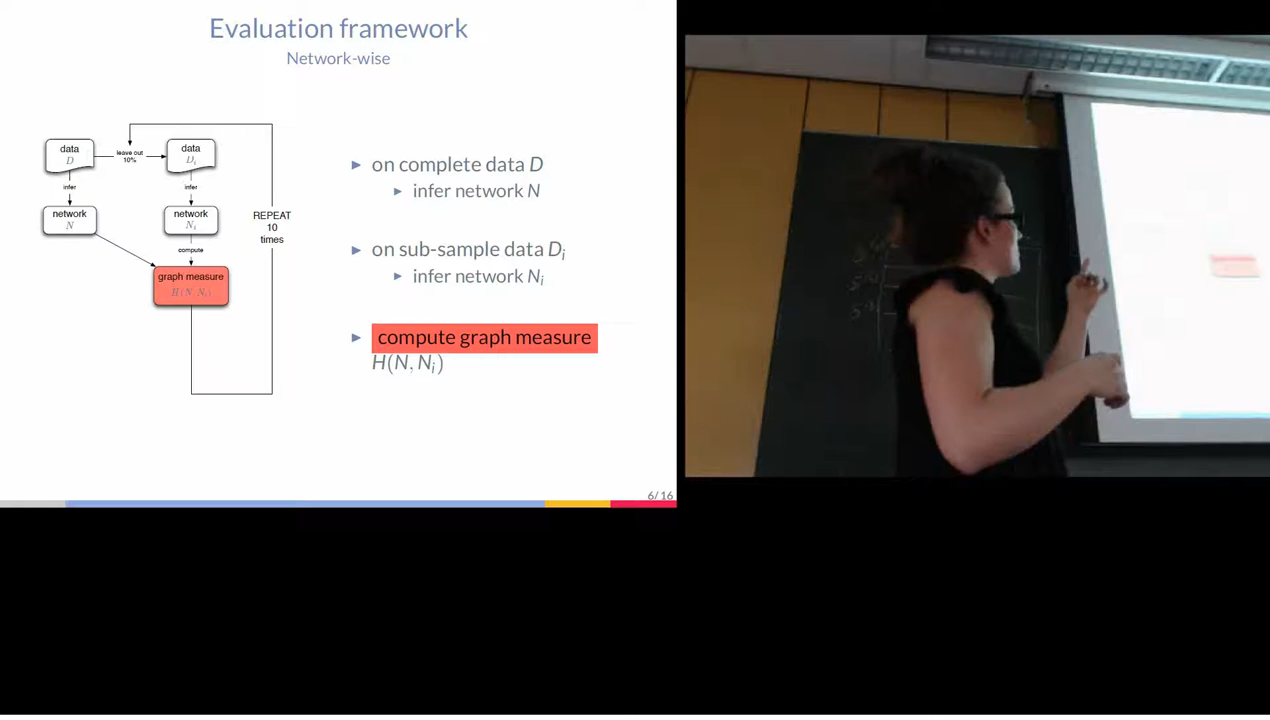 Evaluation framework
Network-wise
data
D
leave out
10%
data
Dᵢ
infer
infer
network
N
network
Nᵢ
compute
graph measure
H(N, Nᵢ)
REPEAT
10
times
▶ on complete data D
▶ infer network N
▶ on sub-sample data Dᵢ
▶ infer network Nᵢ
▶ compute graph measure
H(N, Nᵢ)
6/16